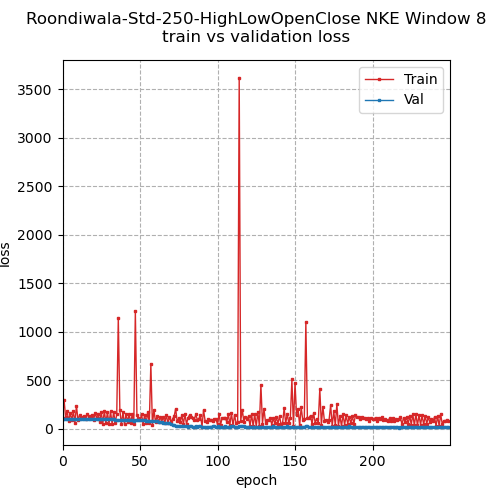 Roondiwala-Std-250-HighLowOpenClose NKE Window 8
train vs validation loss
Train
Val
3500
3000
2500
2000
1500
1000
500
0
loss
0
50
100
150
200
epoch